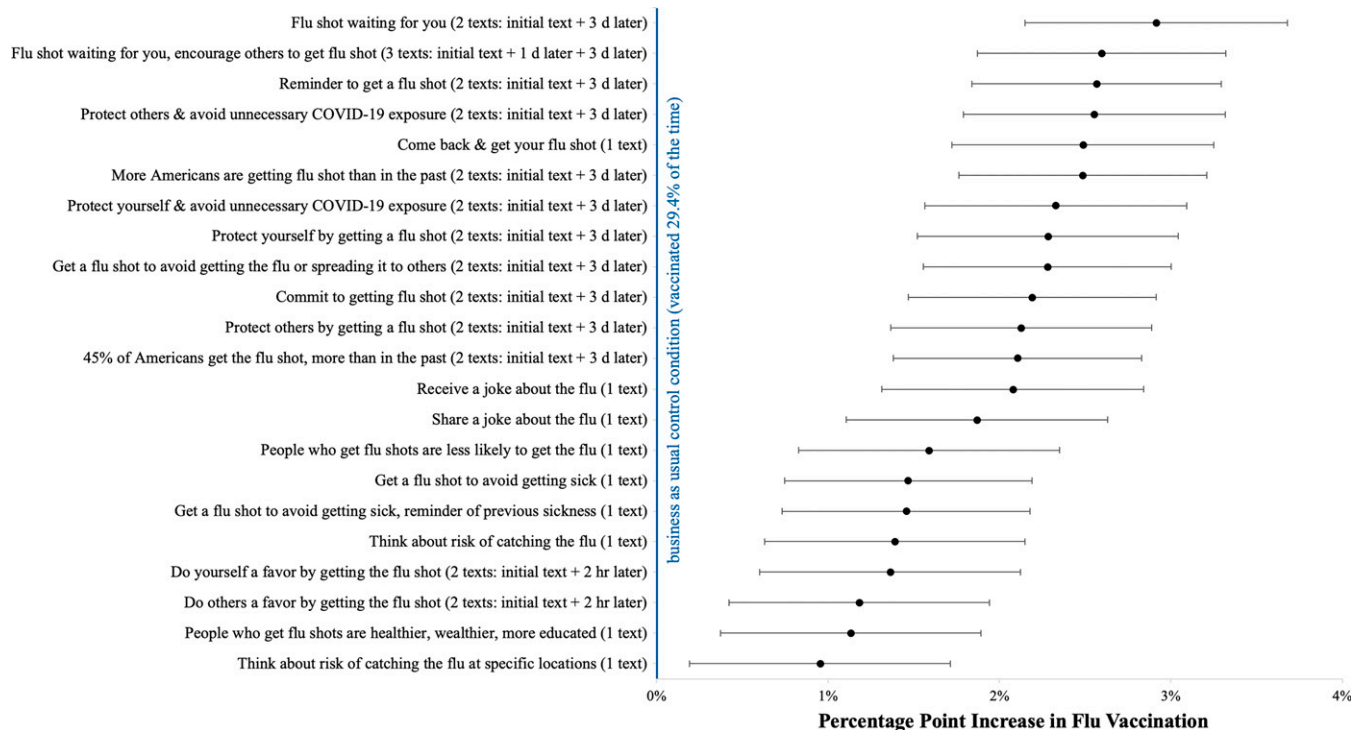 Flu shot waiting for you (2 texts: initial text + 3 d later)
Flu shot waiting for you, encourage others to get flu shot (3 texts: initial text + 1 d later + 3 d later)
Reminder to get a flu shot (2 texts: initial text + 3 d later)
Protect others & avoid unnecessary COVID-19 exposure (2 texts: initial text + 3 d later)
Come back & get your flu shot (1 text)
More Americans are getting flu shot than in the past (2 texts: initial text + 3 d later)
Protect yourself & avoid unnecessary COVID-19 exposure (2 texts: initial text + 3 d later)
Protect yourself by getting a flu shot (2 texts: initial text + 3 d later)
Get a flu shot to avoid getting the flu or spreading it to others (2 texts: initial text + 3 d later)
Commit to getting flu shot (2 texts: initial text + 3 d later)
Protect others by getting a flu shot (2 texts: initial text + 3 d later)
45% of Americans get the flu shot, more than in the past (2 texts: initial text + 3 d later)
Receive a joke about the flu (1 text)
Share a joke about the flu (1 text)
People who get flu shots are less likely to get the flu (1 text)
Get a flu shot to avoid getting sick (1 text)
Get a flu shot to avoid getting sick, reminder of previous sickness (1 text)
Think about risk of catching the flu (1 text)
Do yourself a favor by getting the flu shot (2 texts: initial text + 2 hr later)
Do others a favor by getting the flu shot (2 texts: initial text + 2 hr later)
People who get flu shots are healthier, wealthier, more educated (1 text)
Think about risk of catching the flu at specific locations (1 text)
business as usual control condition (vaccinated 29.4% of the time)
0% 1% 2% 3% 4%
Percentage Point Increase in Flu Vaccination